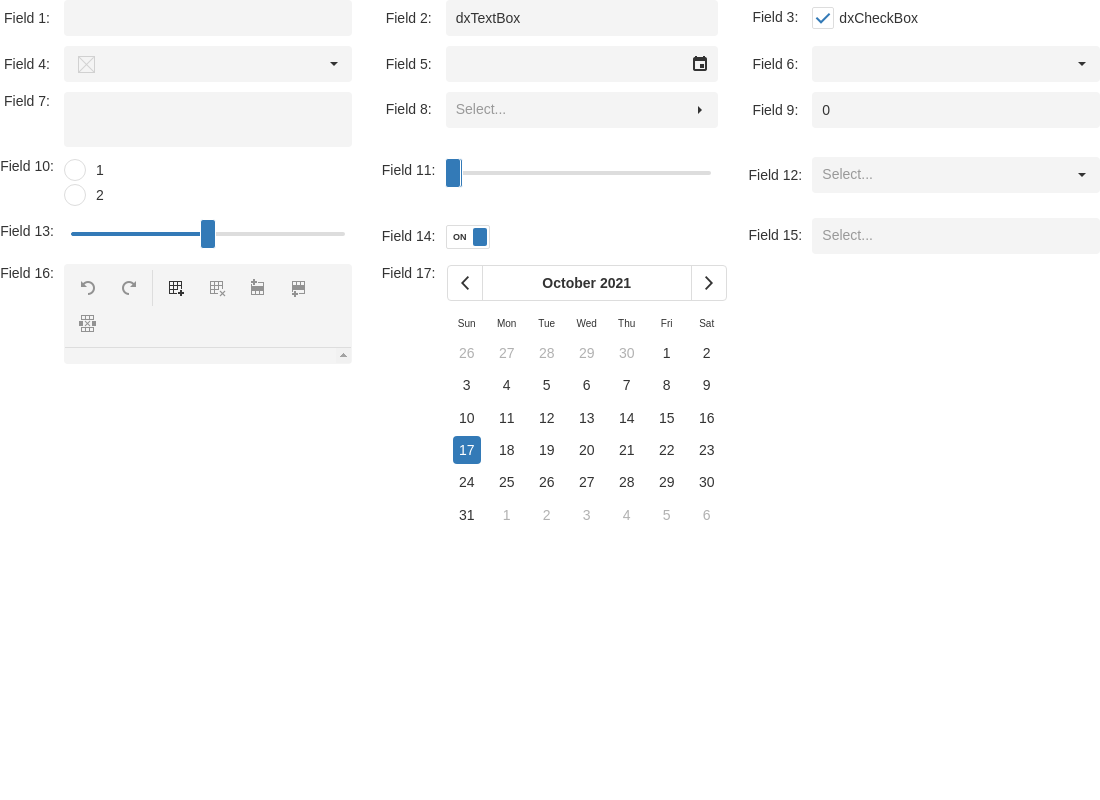 Field 1: Field 2: dxTextBox Field 3: dxCheckBox
Field 4: Field 5: Field 6:
Field 7: Field 8: Select... Field 9: 0
Field 10: 1 Field 11: Field 12: Select...
2
Field 13: Field 14: ON Field 15: Select...
Field 16: Field 17: October 2021
Sun Mon Tue Wed Thu Fri Sat
26 27 28 29 30 1 2
3 4 5 6 7 8 9
10 11 12 13 14 15 16
17 18 19 20 21 22 23
24 25 26 27 28 29 30
31 1 2 3 4 5 6